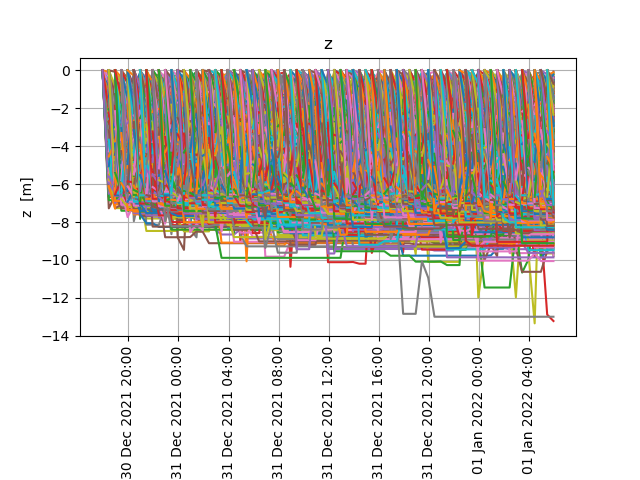 z
0
−2
−4
−6
−8
−10
−12
−14
z [m]
30 Dec 2021 20:00
31 Dec 2021 00:00
31 Dec 2021 04:00
31 Dec 2021 08:00
31 Dec 2021 12:00
31 Dec 2021 16:00
31 Dec 2021 20:00
01 Jan 2022 00:00
01 Jan 2022 04:00